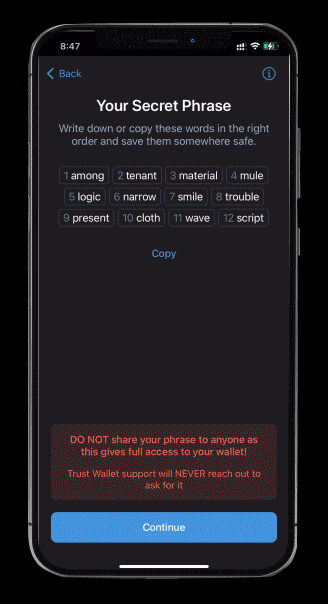 8:47
Back
Your Secret Phrase
Write down or copy these words in the right
order and save them somewhere safe.
1 among 2 tenant 3 material 4 mule
5 logic 6 narrow 7 smile 8 trouble
9 present 10 cloth 11 wave 12 script
Copy
DO NOT share your phrase to anyone as
this gives full access to your wallet!
Trust Wallet support will NEVER reach out to
ask for it
Continue